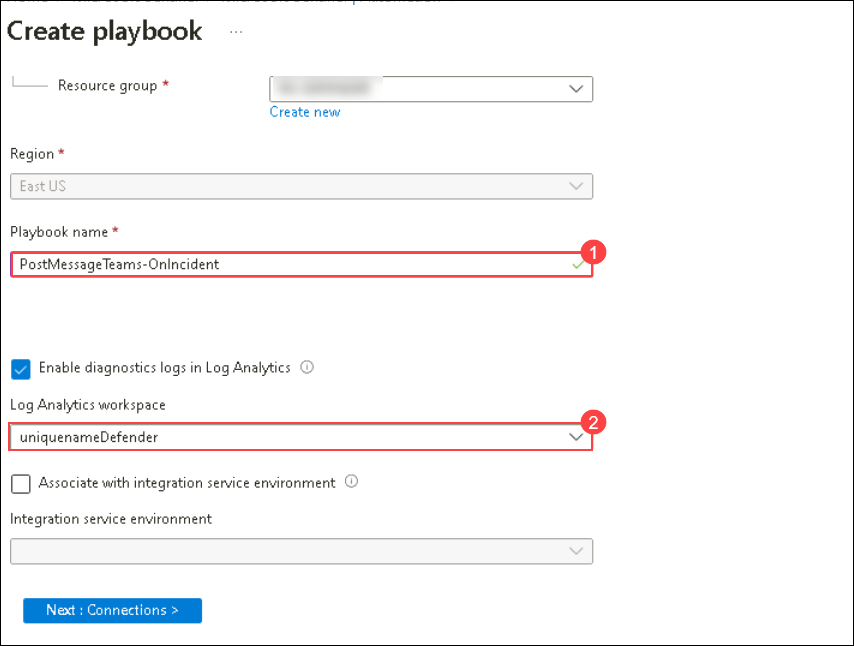 Create playbook ...
Resource group *
Create new
Region *
East US
Playbook name *
1
PostMessageTeams-OnIncident
Enable diagnostics logs in Log Analytics
Log Analytics workspace
2
uniquenameDefender
Associate with integration service environment
Integration service environment
Next : Connections >